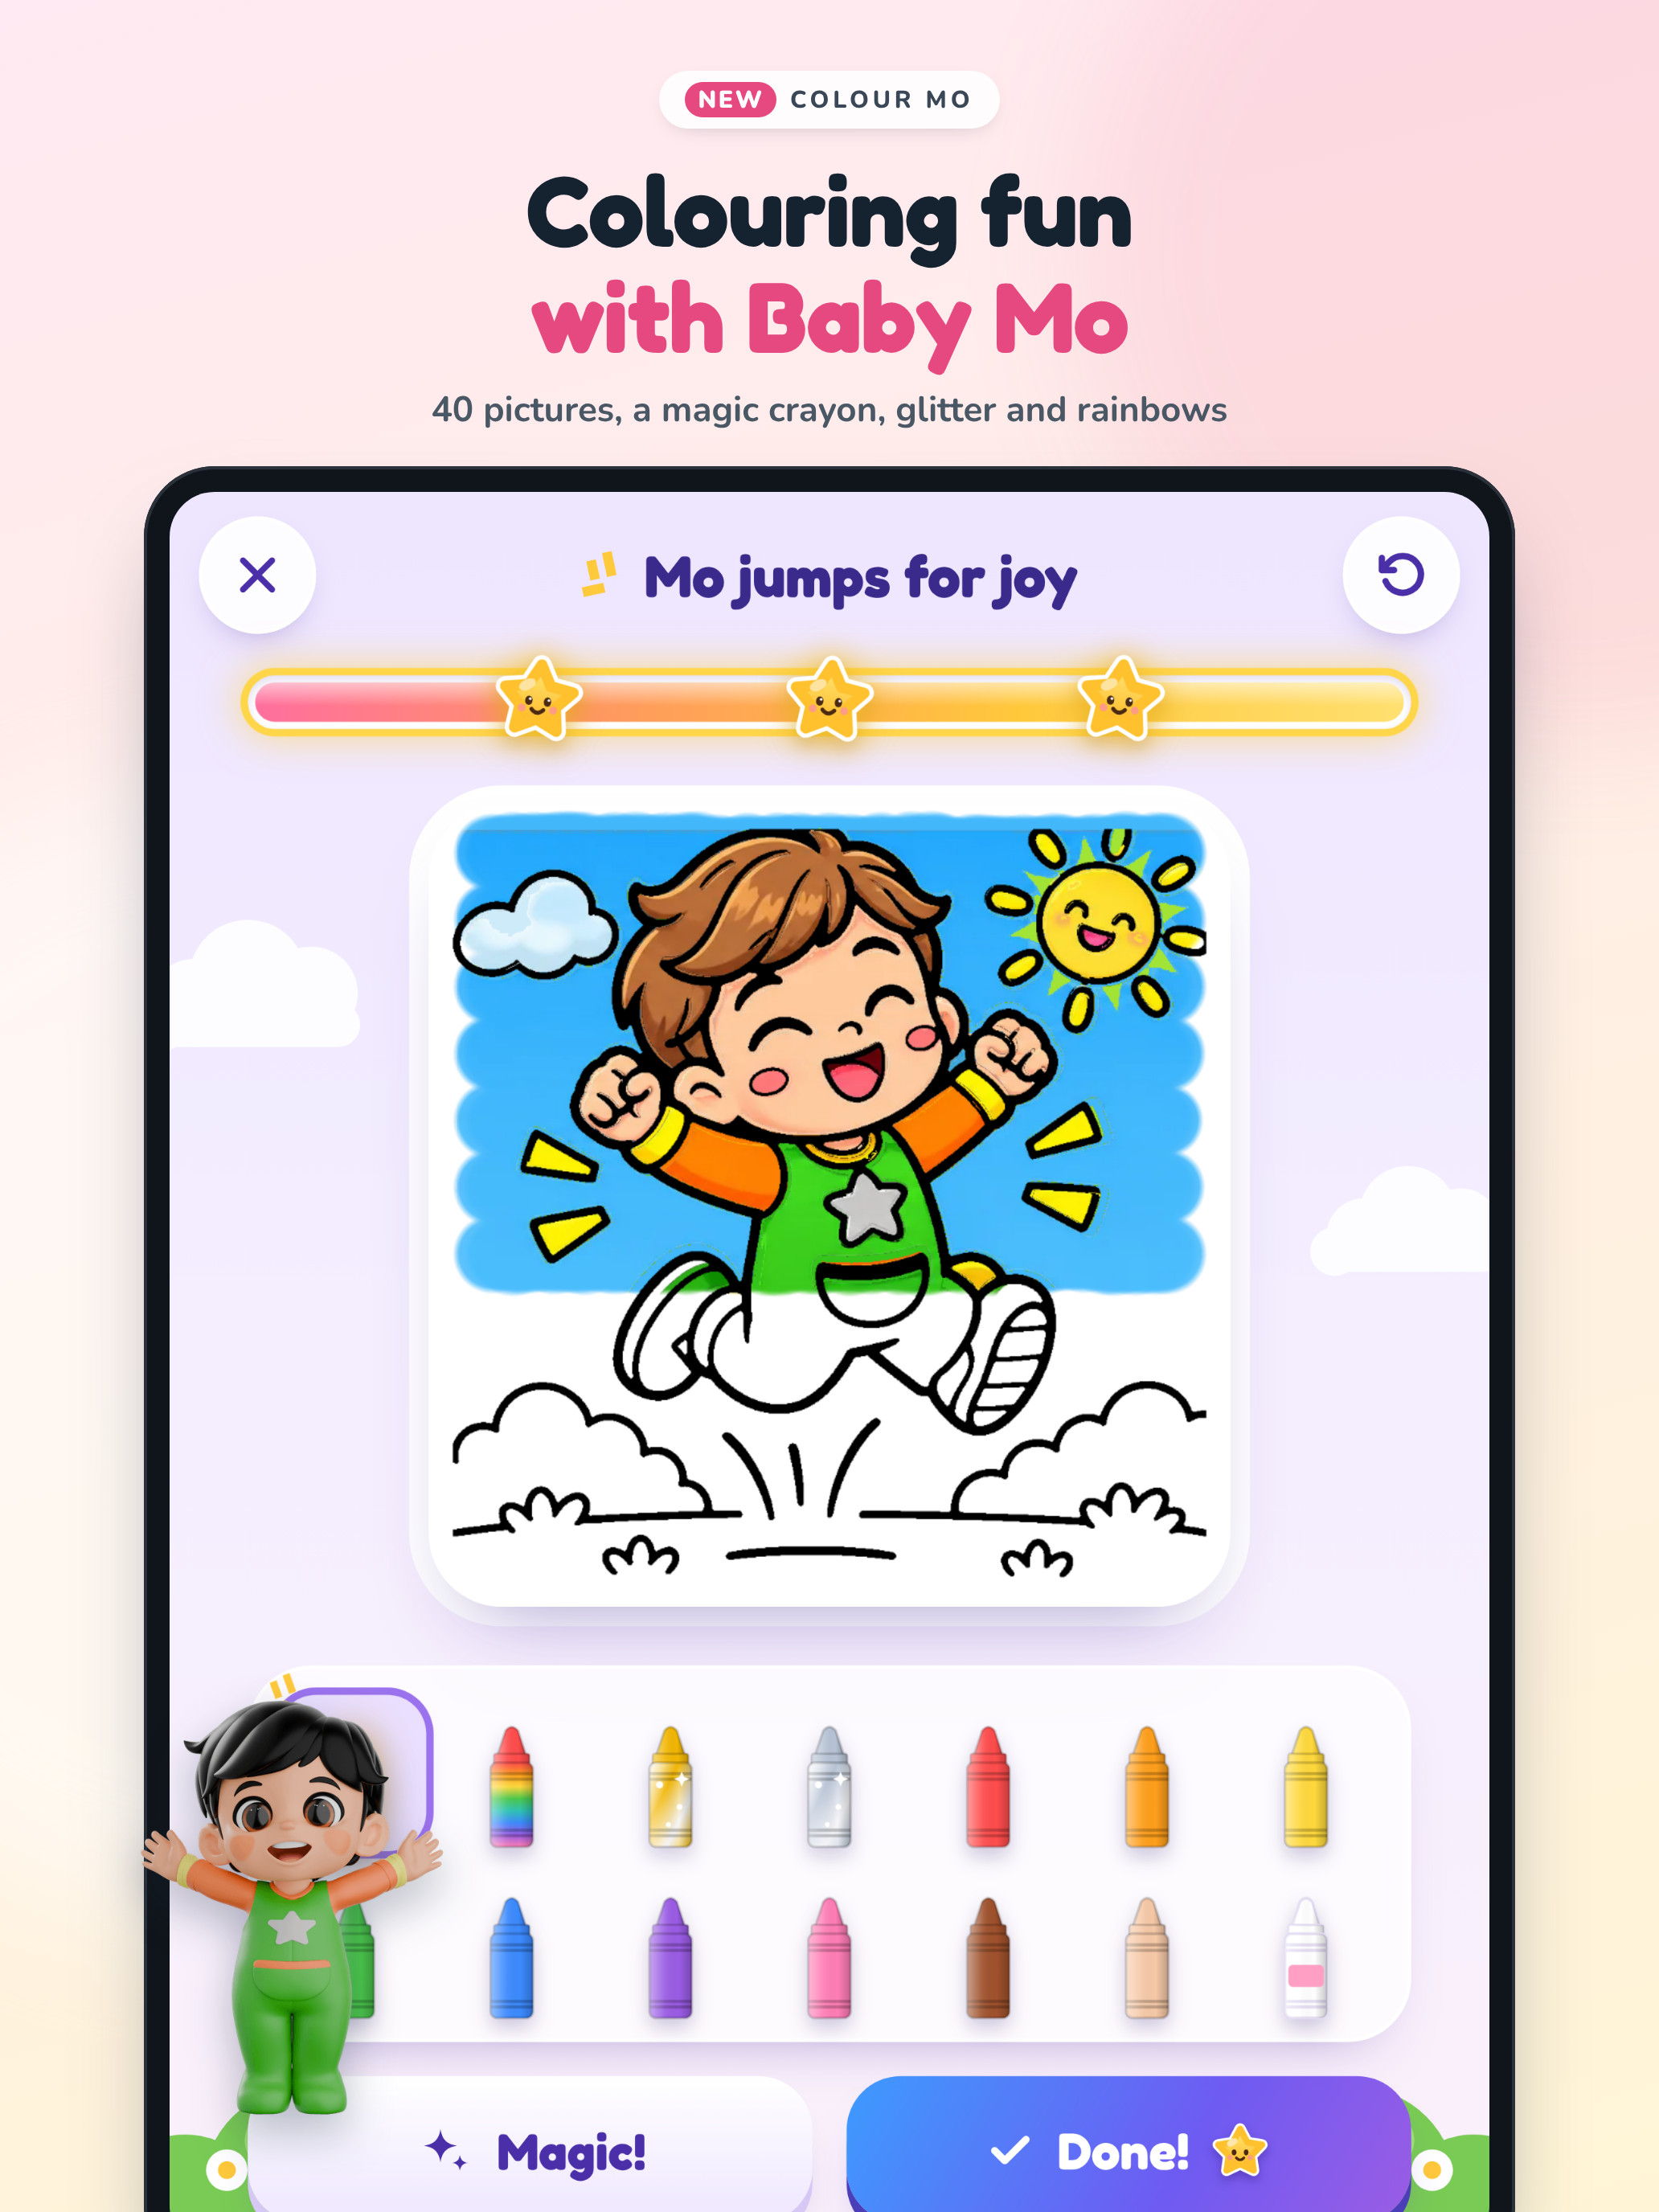 NEW COLOUR MO
Colouring fun
with Baby Mo
40 pictures, a magic crayon, glitter and rainbows
Mo jumps for joy
Magic!
Done!